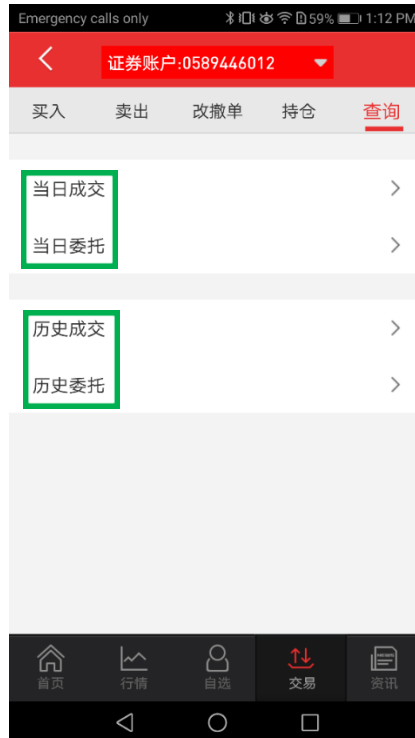 Emergency calls only 59% 1:12 PM
证券账户:0589446012
买入 卖出 改撤单 持仓 查询
当日成交
当日委托
历史成交
历史委托
首页 行情 自选 交易 资讯